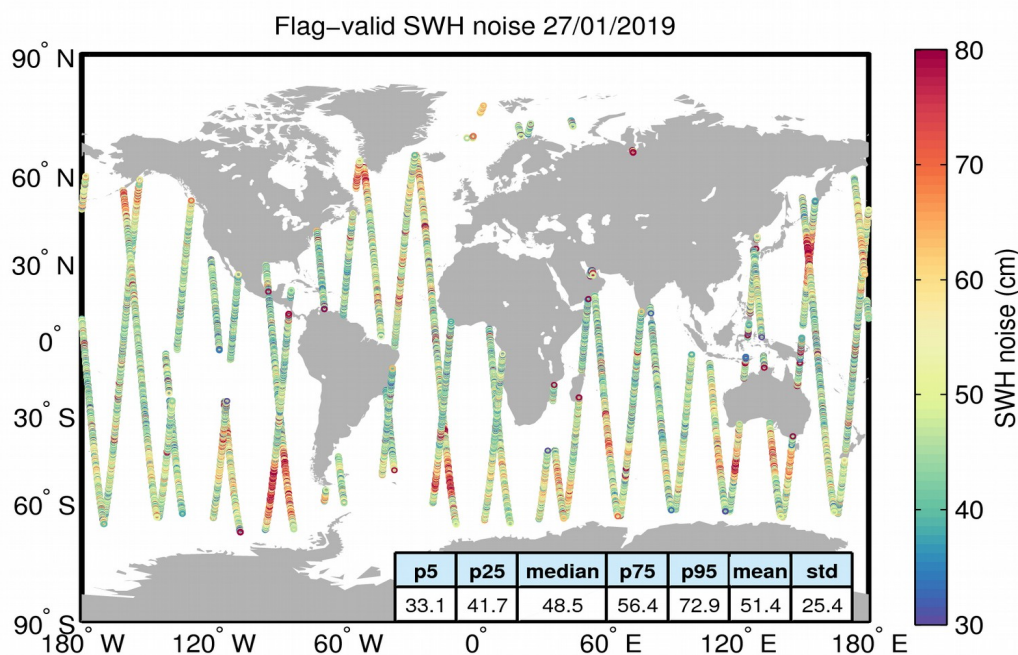 Flag−valid SWH noise 27/01/2019
90° N
60° N
30° N
0°
30° S
60° S
90° S
180° W
120° W
60° W
0°
60° E
120° E
180° E
80
70
60
50
40
30
SWH noise (cm)
p5 p25 median p75 p95 mean std
33.1 41.7 48.5 56.4 72.9 51.4 25.4